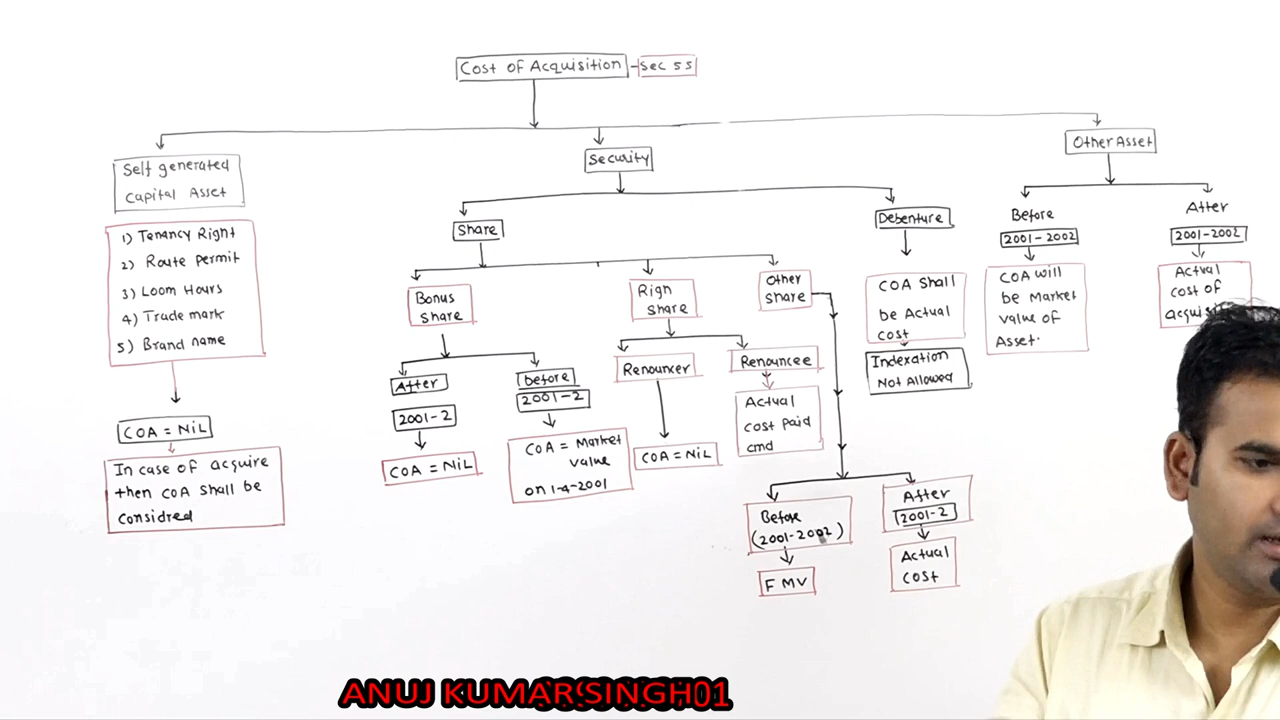 Cost of Acquisition - Sec 55
Self generated
Capital Asset
1) Tenancy Right
2) Route permit
3) Loom Hours
4) Trade mark
5) Brand name
COA = NiL
In case of acquire
then COA shall be
considred
Security
Share
Bonus
share
After
2001-2
COA = NiL
before
2001-2
COA = Market
value
on 1-4-2001
Righ
share
Renouncer
COA = NiL
Renouncee
Actual
cost paid
Other
share
Before
(2001-2002)
FMV
After
2001-2
Actual
cost
Debenture
COA Shall
be Actual
cost
Indexation
Not Allowed
Other Asset
Before
2001-2002
COA will
be Market
value of
Asset.
After
2001-2002
Actual
cost of
ANUJ KUMAR SINGH01